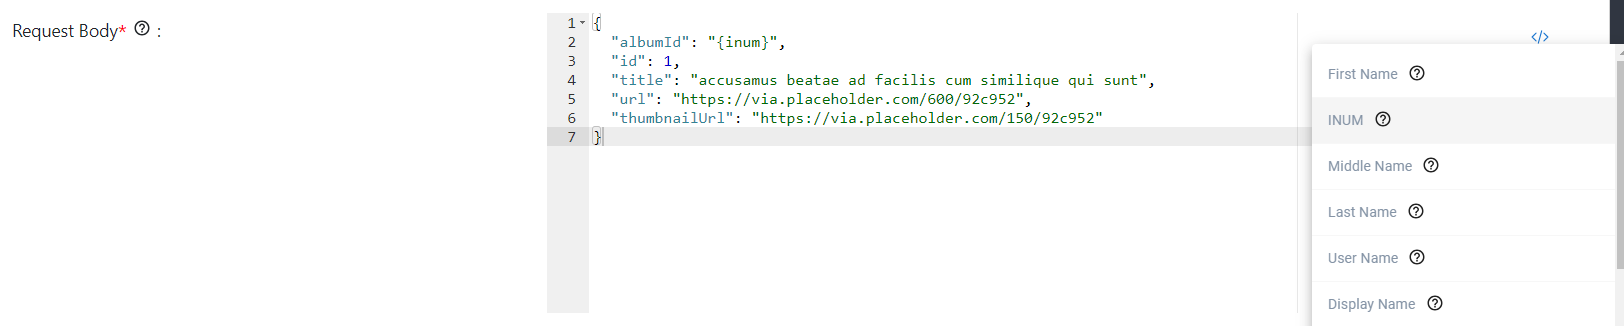 Request Body* :
1 {
2 "albumId": "{inum}",
3 "id": 1,
4 "title": "accusamus beatae ad facilis cum similique qui sunt",
5 "url": "https://via.placeholder.com/600/92c952",
6 "thumbnailUrl": "https://via.placeholder.com/150/92c952"
7 }
</>
First Name
INUM
Middle Name
Last Name
User Name
Display Name